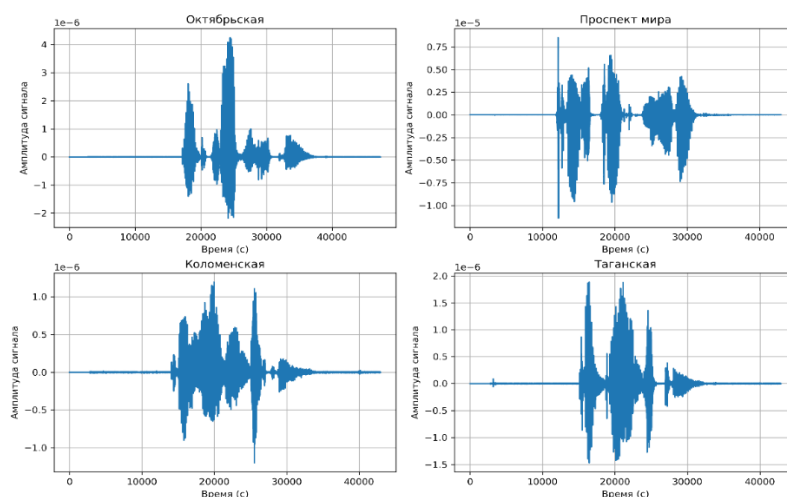 Октябрьская
1e−6
Амплитуда сигнала
4
3
2
1
0
−1
−2
0 10000 20000 30000 40000
Время (с)
Проспект мира
1e−5
Амплитуда сигнала
0.75
0.50
0.25
0.00
−0.25
−0.50
−0.75
−1.00
0 10000 20000 30000 40000
Время (с)
Коломенская
1e−6
Амплитуда сигнала
1.0
0.5
0.0
−0.5
−1.0
0 10000 20000 30000 40000
Время (с)
Таганская
1e−6
Амплитуда сигнала
2.0
1.5
1.0
0.5
0.0
−0.5
−1.0
−1.5
0 10000 20000 30000 40000
Время (с)